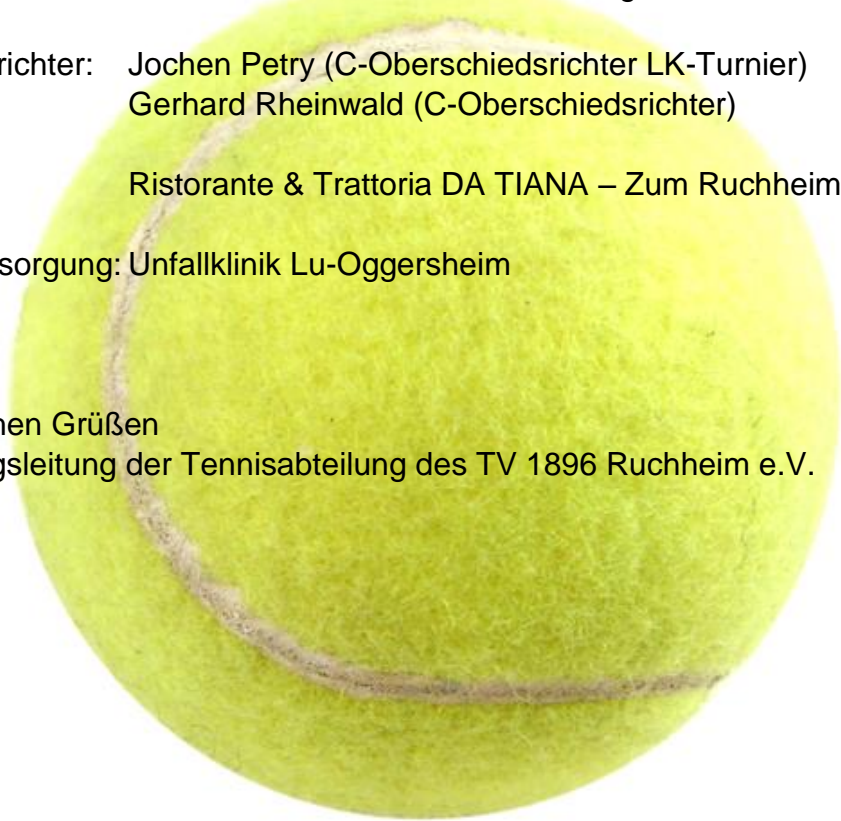 richter: Jochen Petry (C-Oberschiedsrichter LK-Turnier)
Gerhard Rheinwald (C-Oberschiedsrichter)
Ristorante & Trattoria DA TIANA – Zum Ruchheim
sorgung: Unfallklinik Lu-Oggersheim
nen Grüßen
gsleitung der Tennisabteilung des TV 1896 Ruchheim e.V.